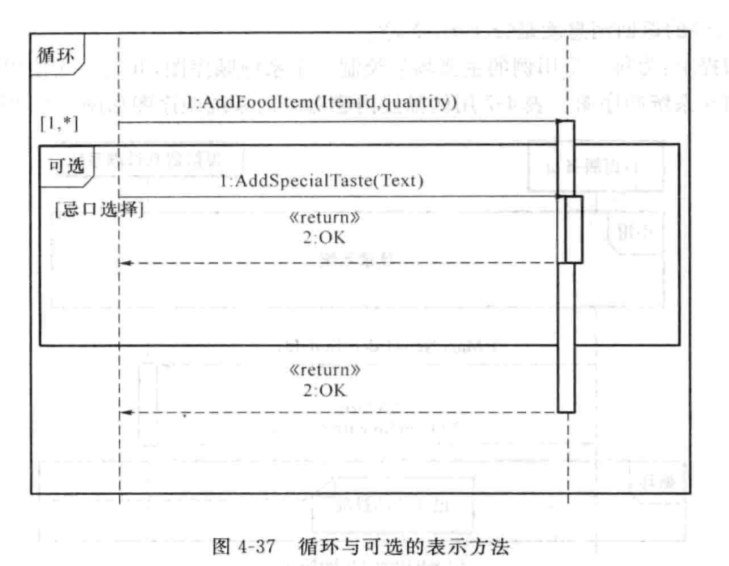 循环
1:AddFoodItem(ItemId,quantity)
[1,*]
可选
1:AddSpecialTaste(Text)
[忌口选择]
«return»
2:OK
«return»
2:OK
图 4-37 循环与可选的表示方法